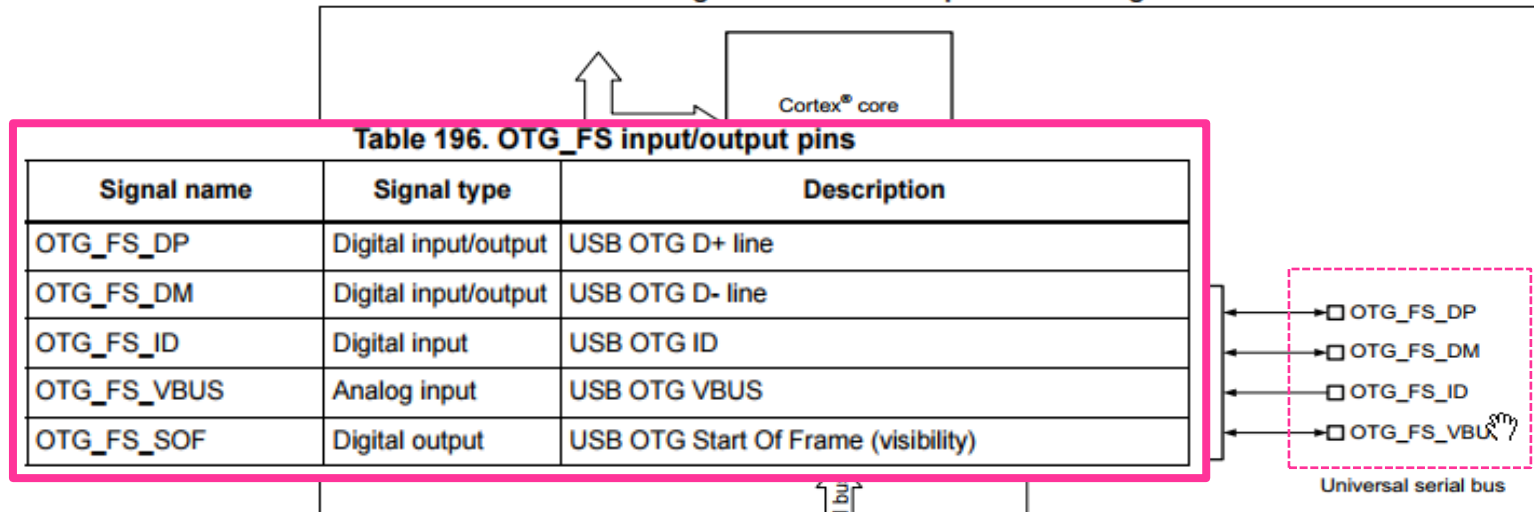 Cortex® core
Table 196. OTG_FS input/output pins
Signal name Signal type Description
OTG_FS_DP Digital input/output USB OTG D+ line
OTG_FS_DM Digital input/output USB OTG D- line
OTG_FS_ID Digital input USB OTG ID
OTG_FS_VBUS Analog input USB OTG VBUS
OTG_FS_SOF Digital output USB OTG Start Of Frame (visibility)
OTG_FS_DP
OTG_FS_DM
OTG_FS_ID
OTG_FS_VBU
Universal serial bus